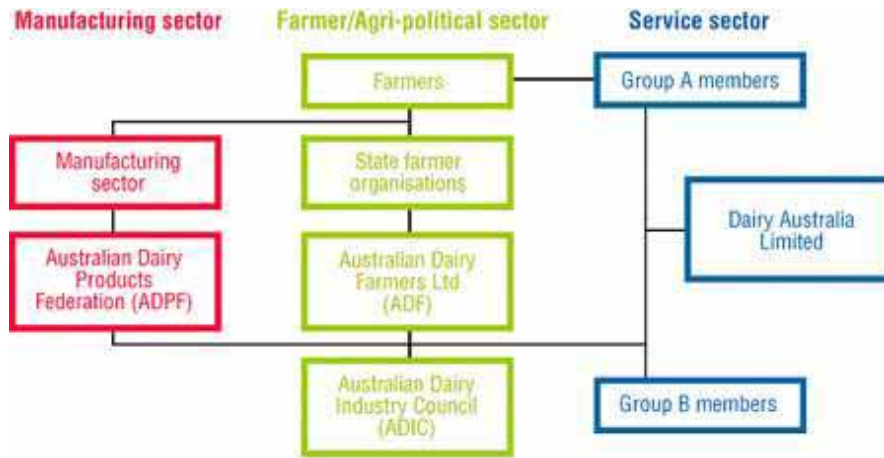 Manufacturing sector
Farmer/Agri-political sector
Service sector
Farmers
Group A members
Manufacturing
sector
State farmer
organisations
Dairy Australia
Limited
Australian Dairy
Products
Federation (ADPF)
Australian Dairy
Farmers Ltd
(ADF)
Australian Dairy
Industry Council
(ADIC)
Group B members